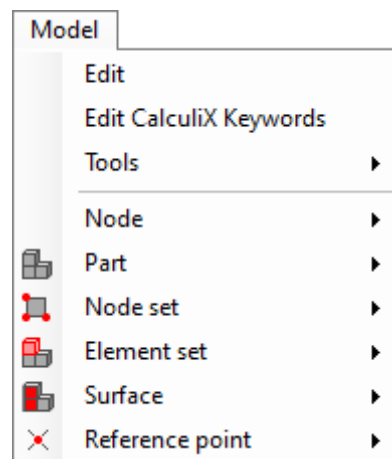 Model
Edit
Edit CalculiX Keywords
Tools
Node
Part
Node set
Element set
Surface
Reference point